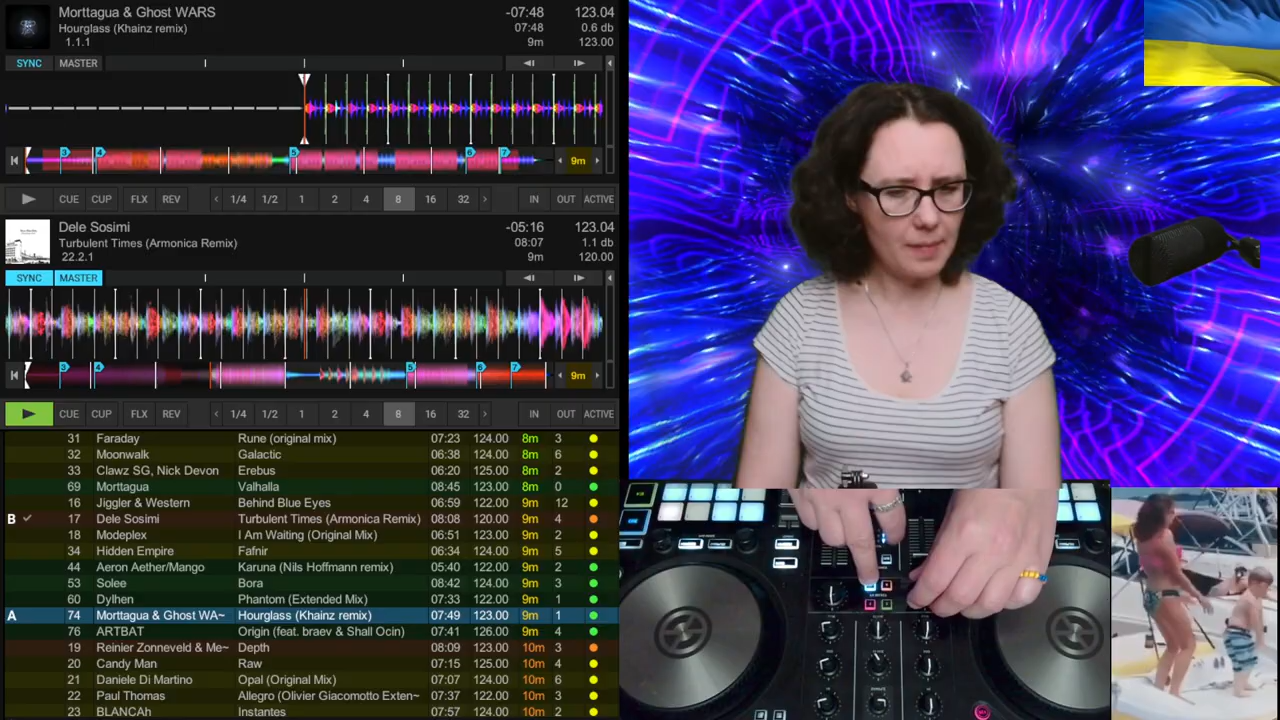 Morttagua & Ghost WARS -07:48 123.04
Hourglass (Khainz remix) 07:48 0.6 db
1.1.1 9m 123.00
SYNC MASTER
3 4 5 6 7 9m
CUE CUP FLX REV 1/4 1/2 1 2 4 8 16 32 IN OUT ACTIVE
Dele Sosimi -05:16 123.04
Turbulent Times (Armonica Remix) 08:07 1.1 db
22.2.1 9m 120.00
SYNC MASTER
3 4 5 6 7 9m
CUE CUP FLX REV 1/4 1/2 1 2 4 8 16 32 IN OUT ACTIVE
31 Faraday Rune (original mix) 07:23 124.00 8m 3
32 Moonwalk Galactic 06:38 124.00 8m 6
33 Clawz SG, Nick Devon Erebus 06:20 125.00 8m 2
69 Morttagua Valhalla 08:45 123.00 8m 0
16 Jiggler & Western Behind Blue Eyes 06:59 122.00 9m 12
B 17 Dele Sosimi Turbulent Times (Armonica Remix) 08:08 120.00 9m 4
18 Modeplex I Am Waiting (Original Mix) 06:51 123.00 9m 2
34 Hidden Empire Fafnir 06:34 124.00 9m 5
44 Aeron Aether/Margo Karuna (Nils Hoffmann remix) 05:40 122.00 9m 2
53 Solee Bora 08:42 124.00 9m 3
60 Dylhen Phantom (Extended Mix) 07:33 122.00 9m 1
A 74 Morttagua & Ghost WA~ Hourglass (Khainz remix) 07:49 123.00 9m 1
76 ARTBAT Origin (feat. braev & Shall Ocin) 07:41 126.00 9m 4
19 Reinier Zonneveld & Me~ Depth 08:09 123.00 10m 3
20 Candy Man Raw 07:15 125.00 10m 4
21 Daniele Di Martino Opal (Original Mix) 07:07 124.00 10m 6
22 Paul Thomas Allegro (Olivier Giacomotto Exten~ 07:37 122.00 10m 3
23 BLANCAh Instantes 07:57 124.00 10m 2